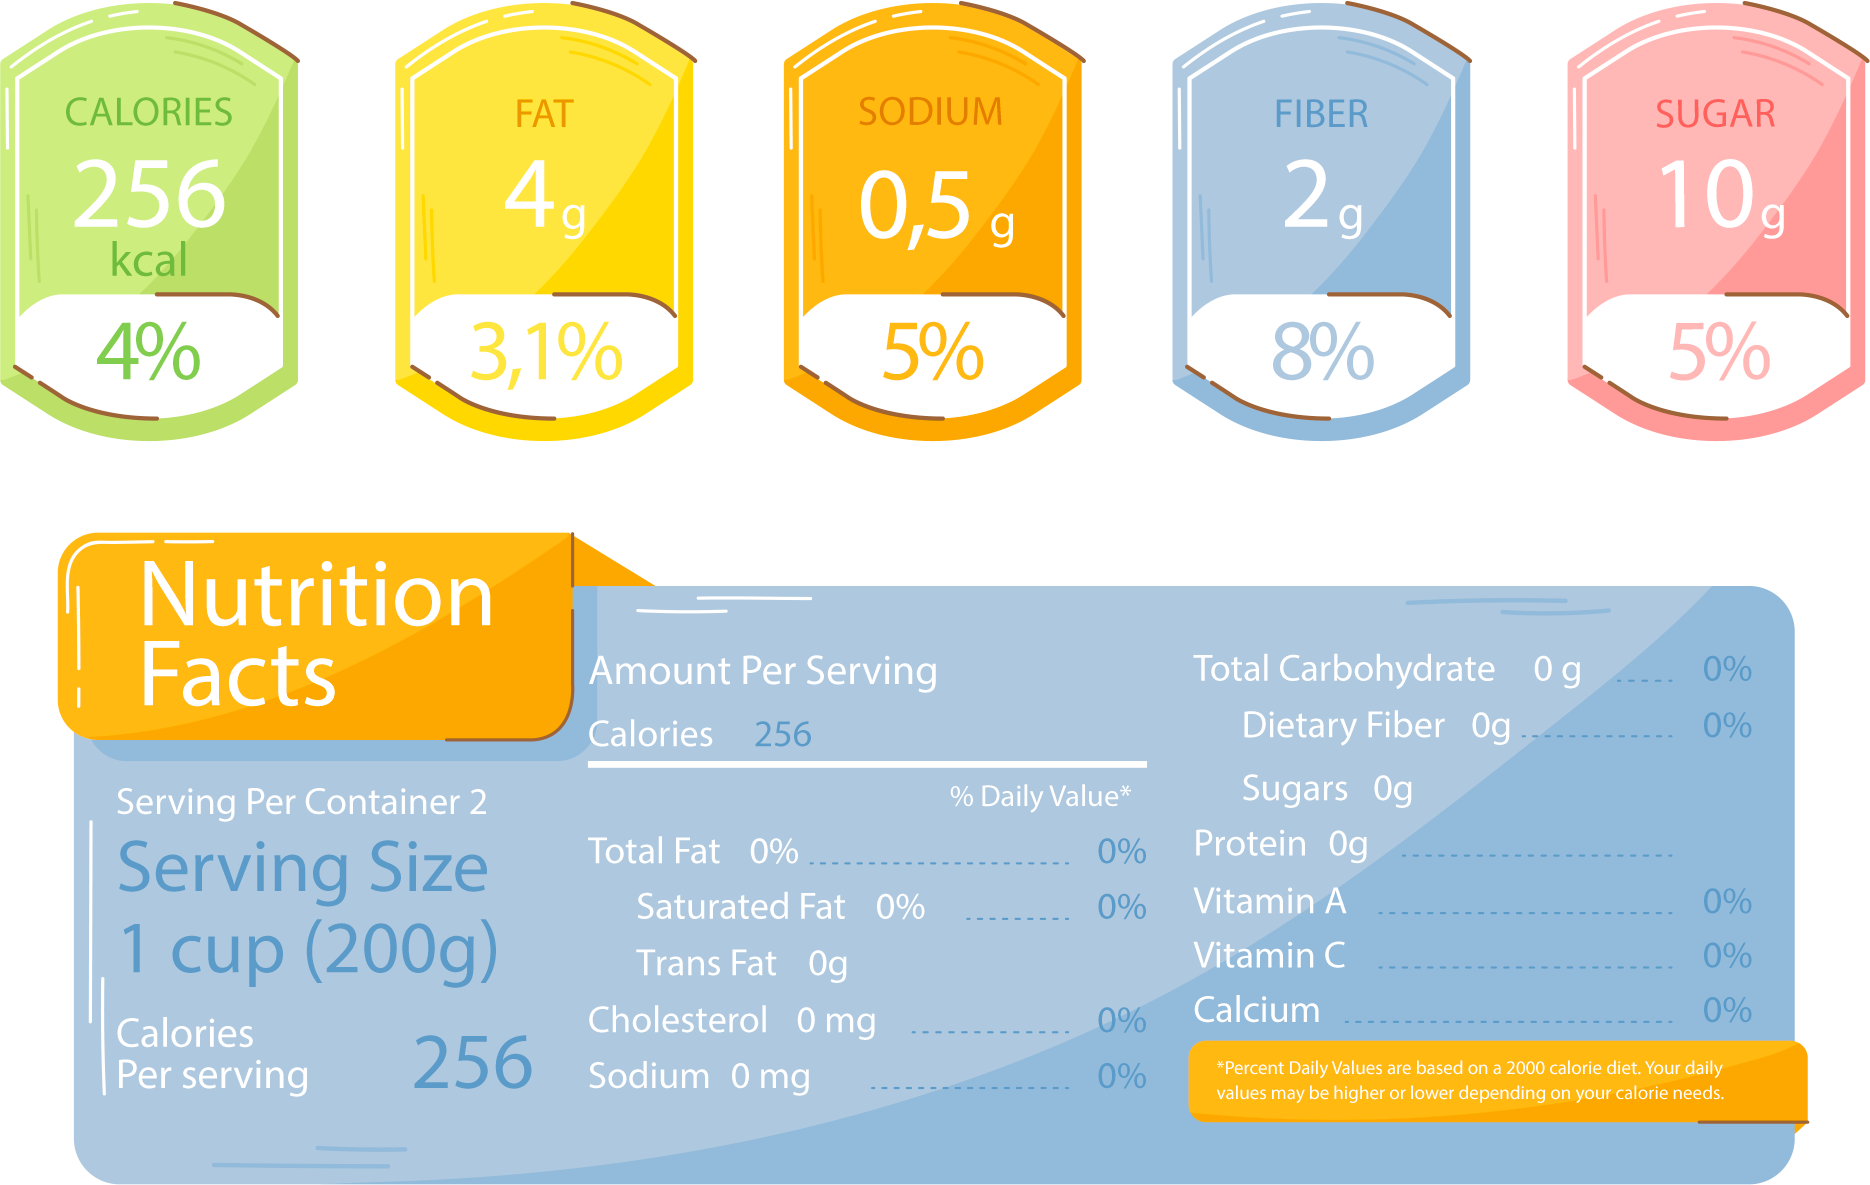 CALORIES
256
kcal
4%
FAT
4 g
3,1%
SODIUM
0,5 g
5%
FIBER
2 g
8%
SUGAR
10 g
5%
Nutrition
Facts
Serving Per Container 2
Serving Size
1 cup (200g)
Calories
Per serving 256
Amount Per Serving
Calories 256
% Daily Value*
Total Fat 0% 0%
Saturated Fat 0% 0%
Trans Fat 0g
Cholesterol 0 mg 0%
Sodium 0 mg 0%
Total Carbohydrate 0 g 0%
Dietary Fiber 0g 0%
Sugars 0g
Protein 0g
Vitamin A 0%
Vitamin C 0%
Calcium 0%
*Percent Daily Values are based on a 2000 calorie diet. Your daily
values may be higher or lower depending on your calorie needs.